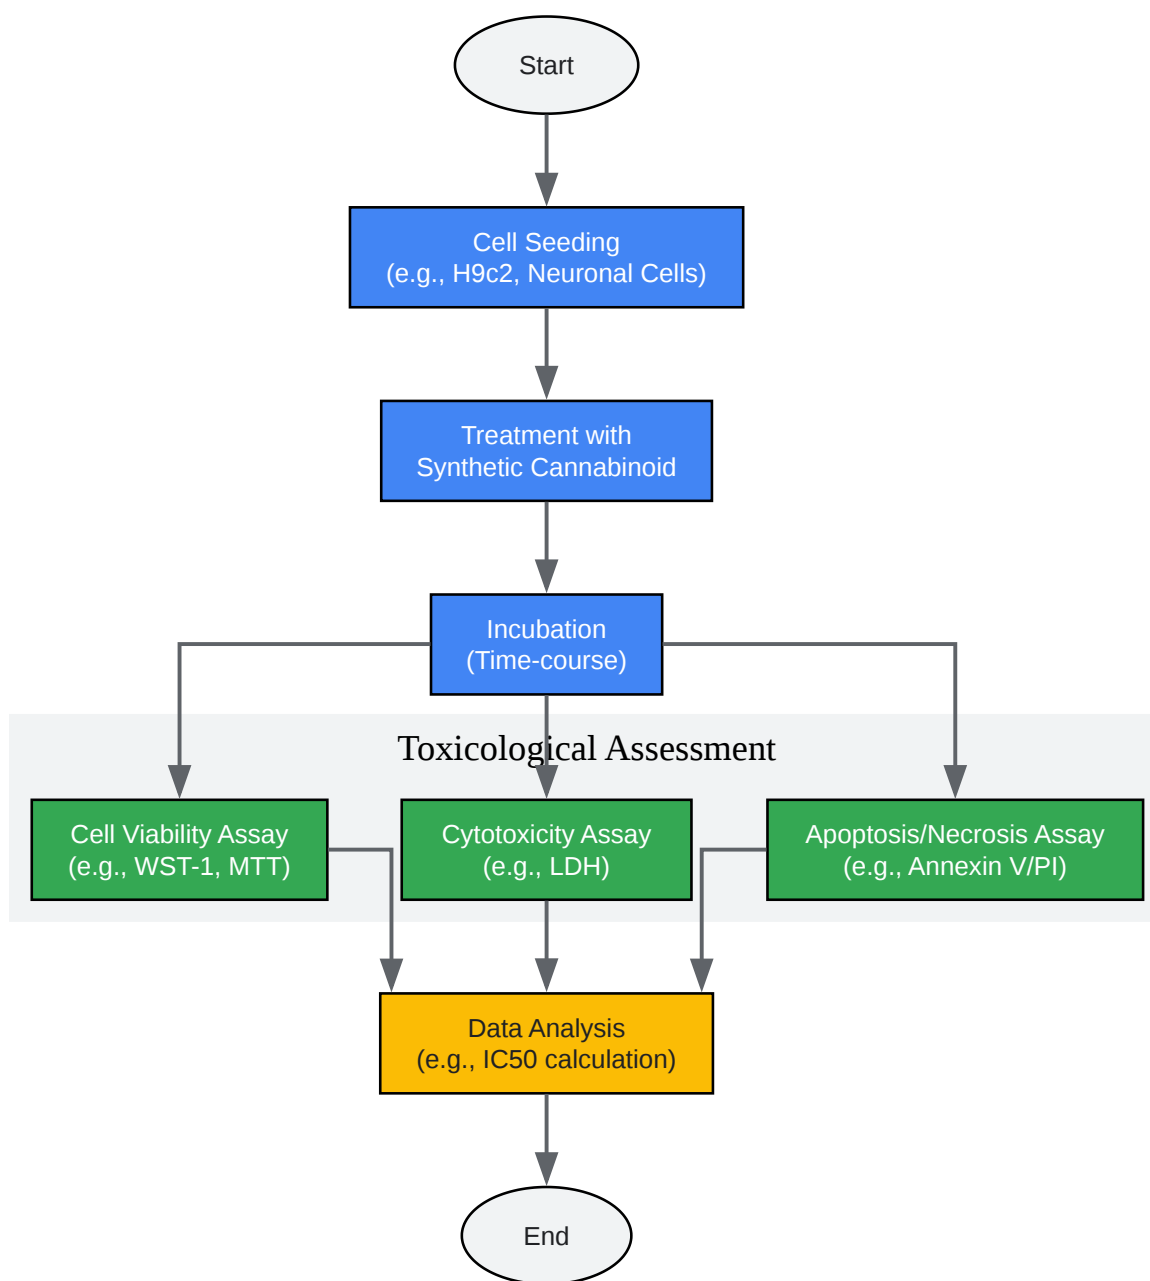 Start
Cell Seeding
(e.g., H9c2, Neuronal Cells)
Treatment with
Synthetic Cannabinoid
Incubation
(Time-course)
Toxicological Assessment
Cell Viability Assay
(e.g., WST-1, MTT)
Cytotoxicity Assay
(e.g., LDH)
Apoptosis/Necrosis Assay
(e.g., Annexin V/PI)
Data Analysis
(e.g., IC50 calculation)
End